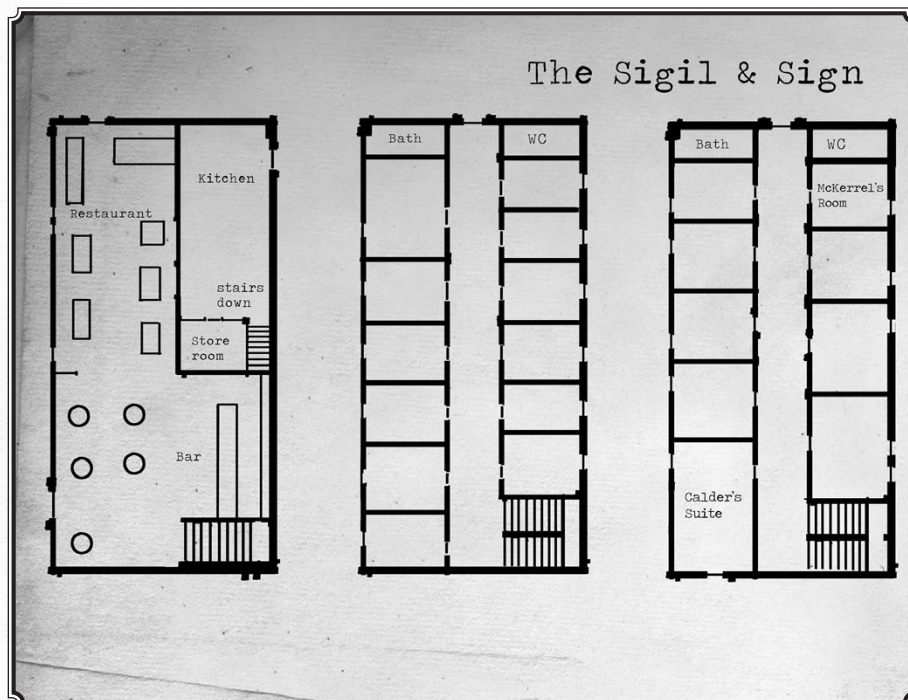 The Sigil & Sign
Kitchen
Restaurant
stairs
down
Store
room
Bar
Bath
WC
Bath
WC
McKerrel's
Room
Calder's
Suite